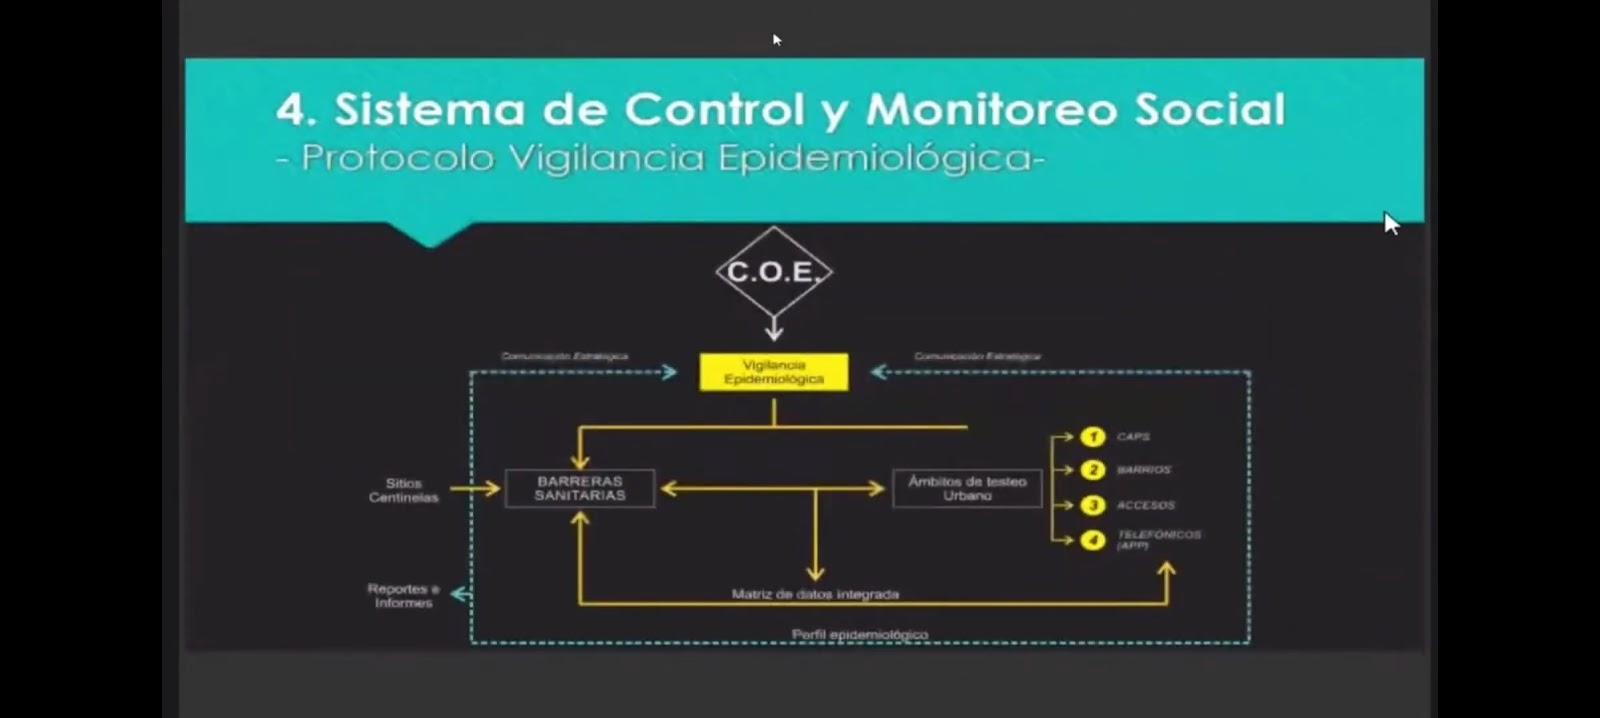 4. Sistema de Control y Monitoreo Social
- Protocolo Vigilancia Epidemiológica-
C.O.E.
Comunicación Estratégica
Comunicación Estratégica
Vigilancia
Epidemiológica
Sitios
Centinelas
BARRERAS
SANITARIAS
Ámbitos de testeo
Urbano
1 CAPS
2 BARRIOS
3 ACCESOS
4 TELEFÓNICOS
(APP)
Reportes e
Informes
Matriz de datos integrada
Perfil epidemiológico